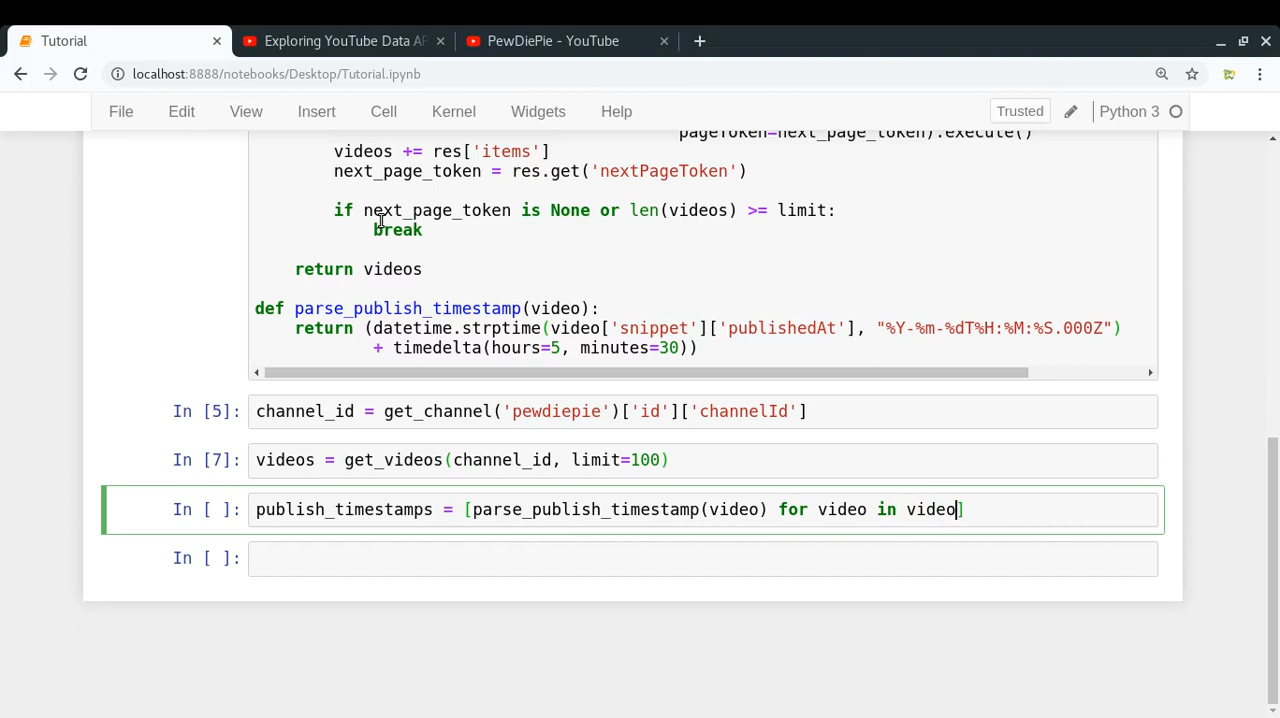 Tutorial
Exploring YouTube Data AP
PewDiePie - YouTube
localhost:8888/notebooks/Desktop/Tutorial.ipynb
File Edit View Insert Cell Kernel Widgets Help Trusted Python 3
pageToken=next_page_token).execute()
videos += res['items']
next_page_token = res.get('nextPageToken')
if next_page_token is None or len(videos) >= limit:
break
return videos
def parse_publish_timestamp(video):
return (datetime.strptime(video['snippet']['publishedAt'], "%Y-%m-%dT%H:%M:%S.000Z")
+ timedelta(hours=5, minutes=30))
In [5]: channel_id = get_channel('pewdiepie')['id']['channelId']
In [7]: videos = get_videos(channel_id, limit=100)
In [ ]: publish_timestamps = [parse_publish_timestamp(video) for video in video]
In [ ]: